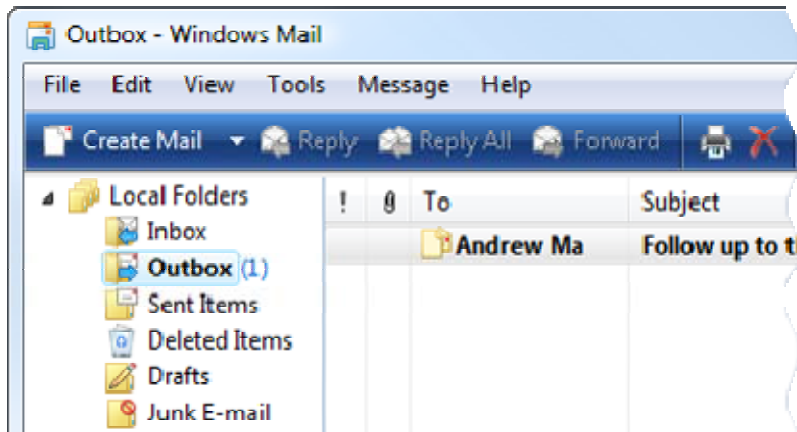 Outbox - Windows Mail
File Edit View Tools Message Help
Create Mail Reply Reply All Forward
Local Folders ! To Subject
Inbox
Andrew Ma Follow up to
Outbox (1)
Sent Items
Deleted Items
Drafts
Junk E-mail